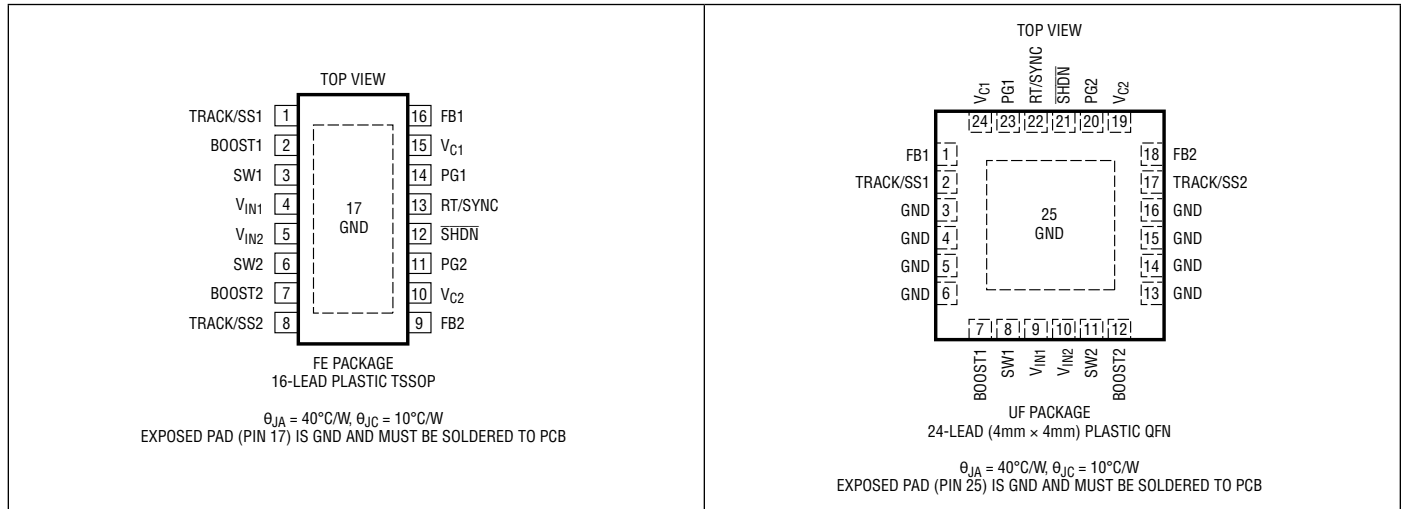 TOP VIEW
TRACK/SS1 1
BOOST1 2
SW1 3
VIN1 4
VIN2 5
SW2 6
BOOST2 7
TRACK/SS2 8
17
GND
16 FB1
15 VC1
14 PG1
13 RT/SYNC
12 SHDN
11 PG2
10 VC2
9 FB2
FE PACKAGE
16-LEAD PLASTIC TSSOP
θJA = 40°C/W, θJC = 10°C/W
EXPOSED PAD (PIN 17) IS GND AND MUST BE SOLDERED TO PCB
TOP VIEW
VC1 PG1 RT/SYNC SHDN PG2 VC2
24 23 22 21 20 19
FB1 1
TRACK/SS1 2
GND 3
GND 4
GND 5
GND 6
25
GND
18 FB2
17 TRACK/SS2
16 GND
15 GND
14 GND
13 GND
7 8 9 10 11 12
BOOST1 SW1 VIN1 VIN2 SW2 BOOST2
UF PACKAGE
24-LEAD (4mm × 4mm) PLASTIC QFN
θJA = 40°C/W, θJC = 10°C/W
EXPOSED PAD (PIN 25) IS GND AND MUST BE SOLDERED TO PCB